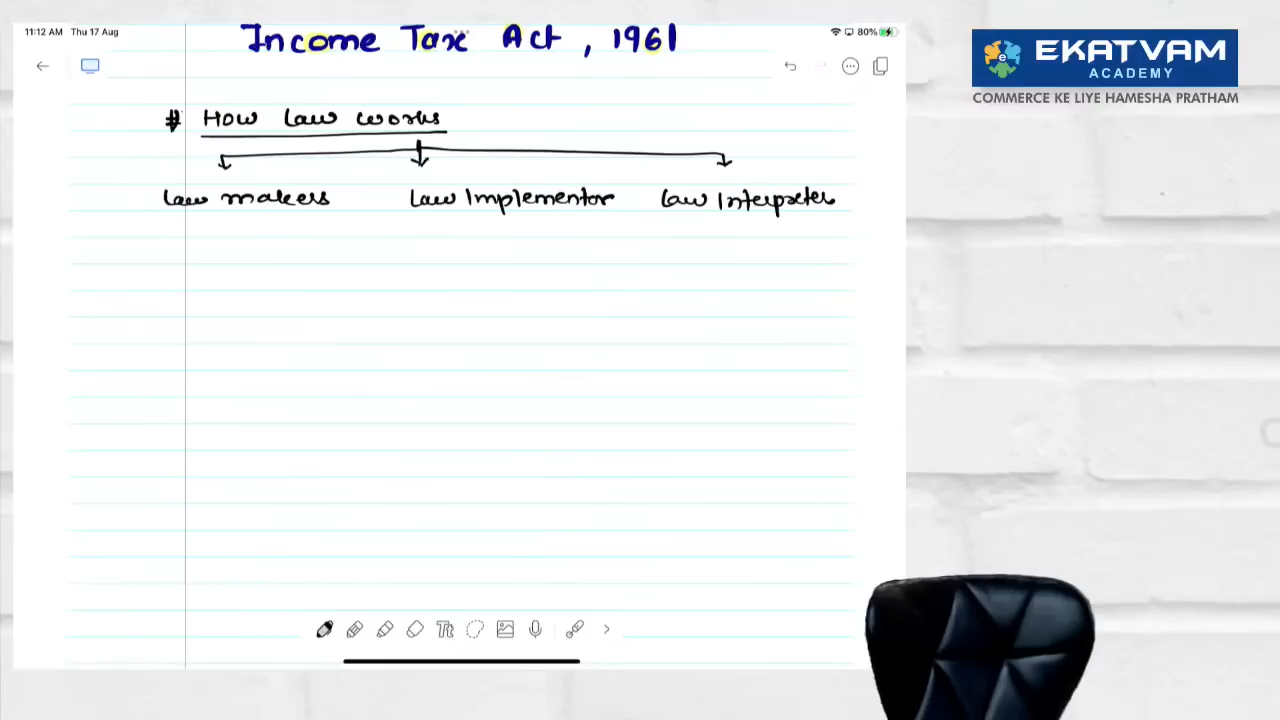 11:12 AM Thu 17 Aug
80%
Income Tax Act, 1961
EKATVAM
ACADEMY
COMMERCE KE LIYE HAMESHA PRATHAM
# How Law works
Law makers Law Implementor Law Interpreter
Tt